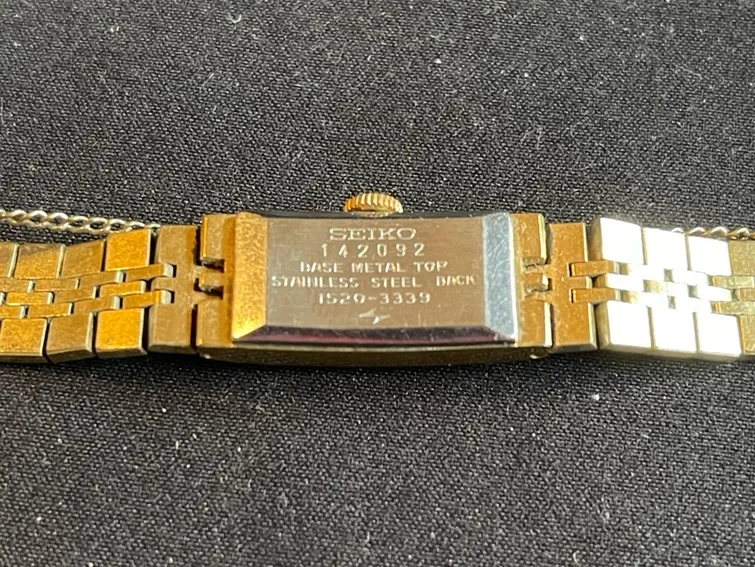 SEIKO
142092
BASE METAL TOP
STAINLESS STEEL BACK
1520-3339